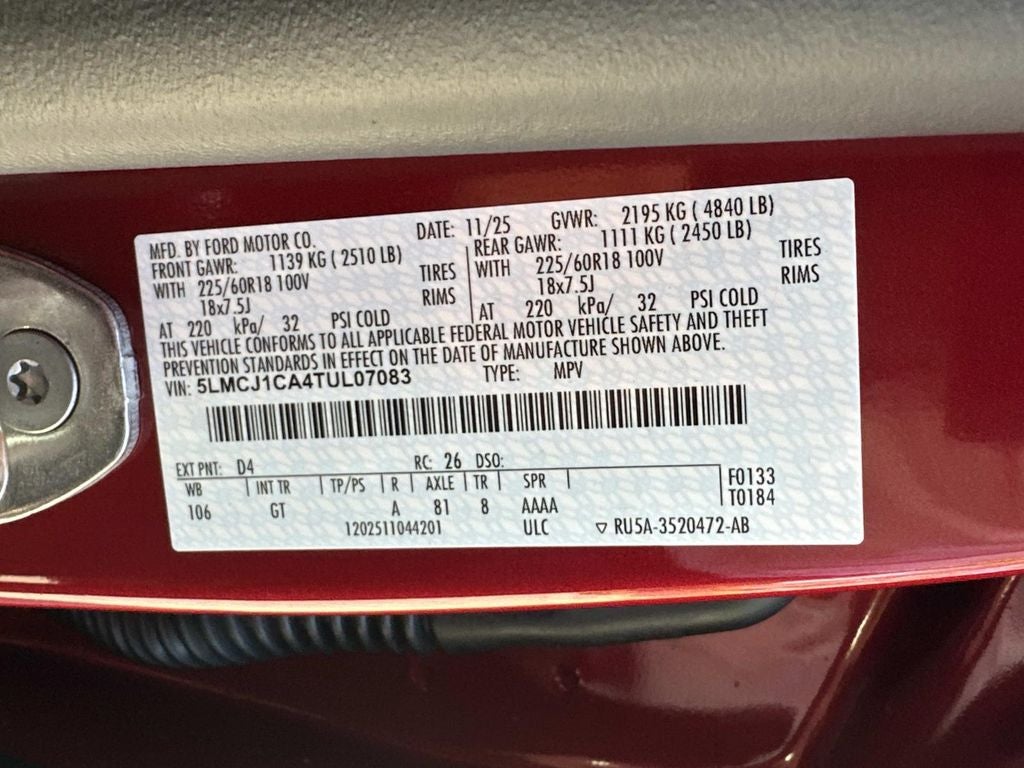 MFD. BY FORD MOTOR CO. DATE: 11/25 GVWR: 2195 KG ( 4840 LB)
FRONT GAWR: 1139 KG ( 2510 LB) REAR GAWR: 1111 KG ( 2450 LB)
WITH 225/60R18 100V TIRES WITH 225/60R18 100V TIRES
18x7.5J RIMS 18x7.5J RIMS
AT 220 kPa/ 32 PSI COLD AT 220 kPa/ 32 PSI COLD
THIS VEHICLE CONFORMS TO ALL APPLICABLE FEDERAL MOTOR VEHICLE SAFETY AND THEFT
PREVENTION STANDARDS IN EFFECT ON THE DATE OF MANUFACTURE SHOWN ABOVE.
VIN: 5LMCJ1CA4TUL07083 TYPE: MPV
EXT PNT: D4 RC: 26 DSO:
WB INT TR TP/PS R AXLE TR SPR F0133
106 GT A 81 8 AAAA T0184
1202511044201 ULC ▽ RU5A-3520472-AB